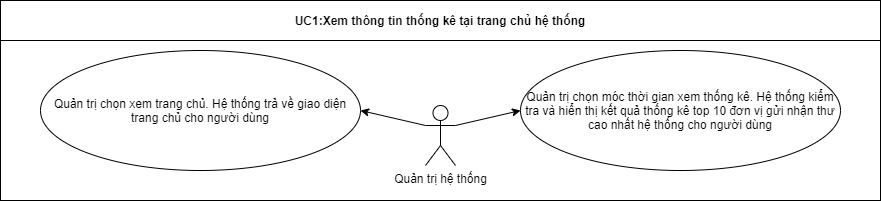 UC1:Xem thông tin thống kê tại trang chủ hệ thống
Quản trị chọn xem trang chủ. Hệ thống trả về giao diện
trang chủ cho người dùng
Quản trị chọn móc thời gian xem thống kê. Hệ thống kiểm
tra và hiển thị kết quả thống kê top 10 đơn vị gửi nhận thư
cao nhất hệ thống cho người dùng
Quản trị hệ thống